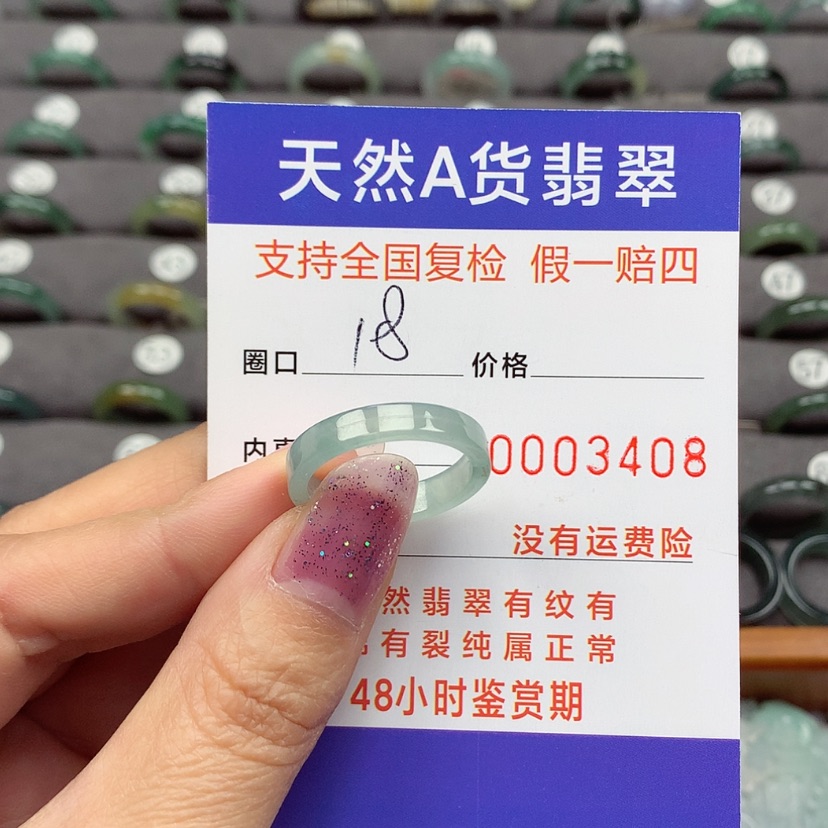 天然A货翡翠
支持全国复检 假一赔四
圈口 18 价格
内 0003408
没有运费险
然翡翠有纹有
有裂纯属正常
48小时鉴赏期